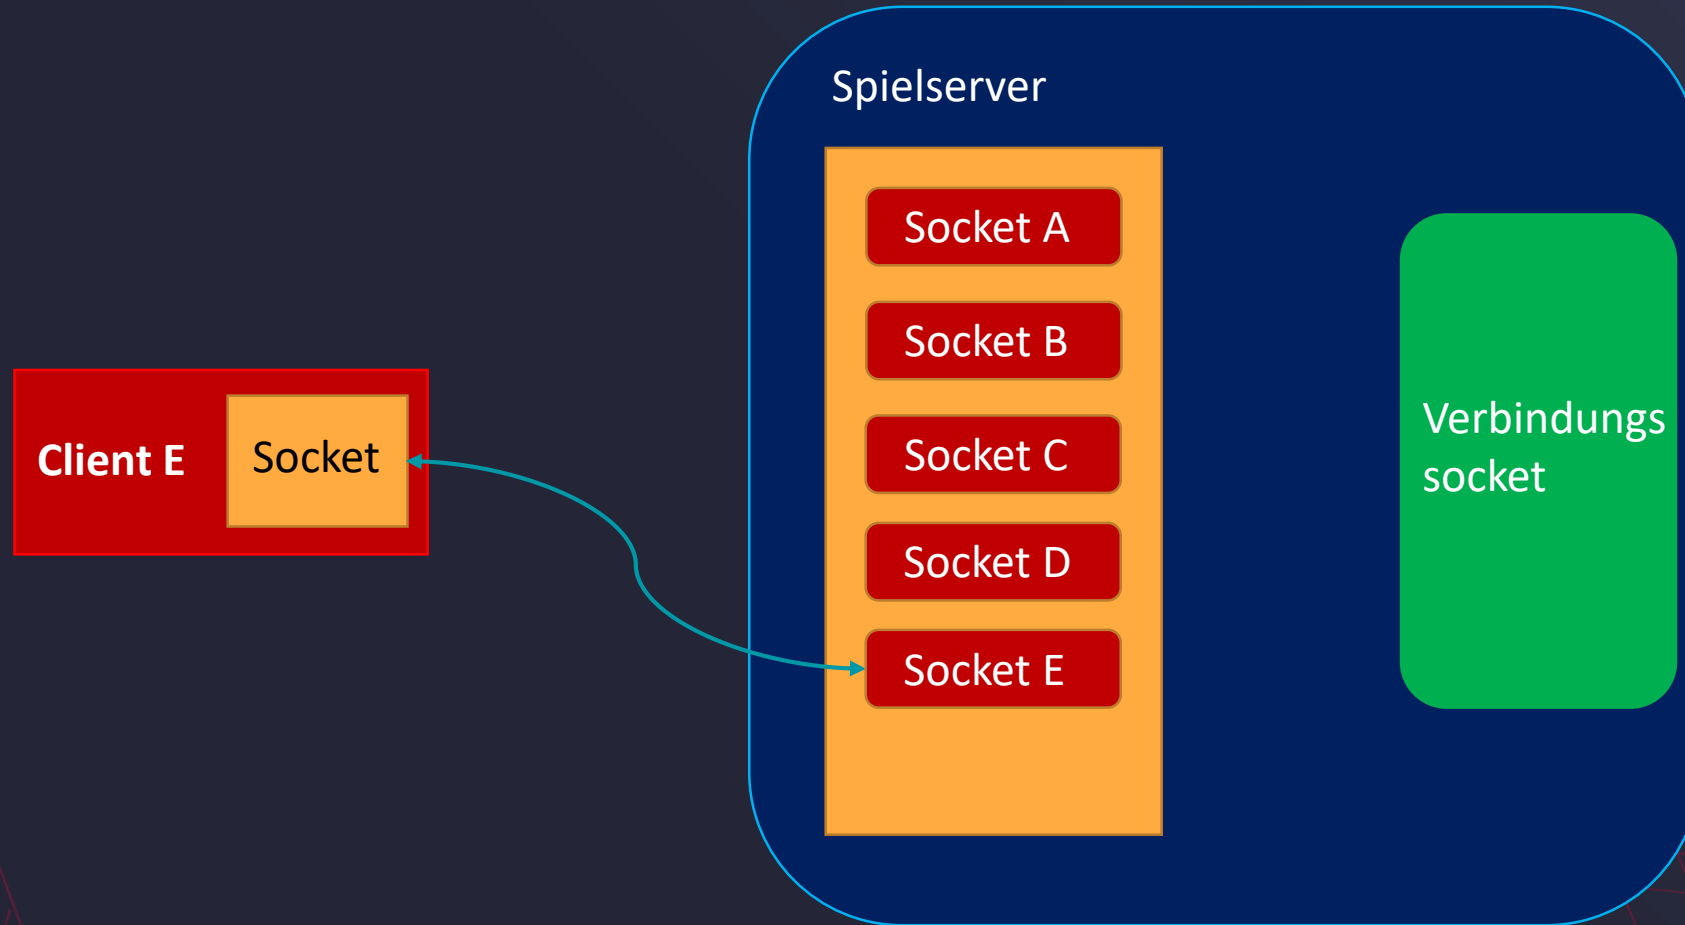 Spielserver
Socket A
Socket B
Socket C
Socket D
Socket E
Client E
Socket
Verbindungs
socket